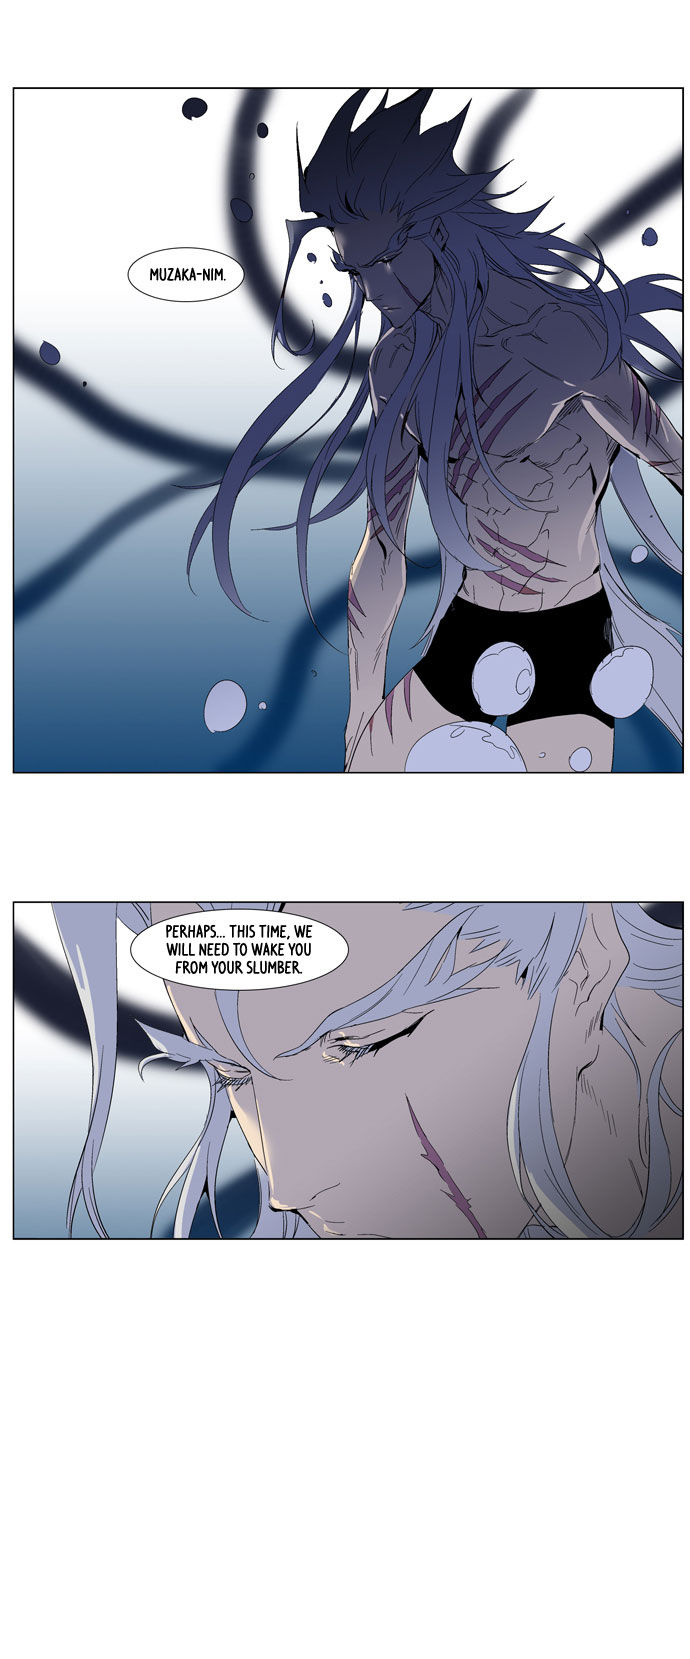 MUZAKA-NIM.
PERHAPS... THIS TIME, WE
WILL NEED TO WAKE YOU
FROM YOUR SLUMBER.